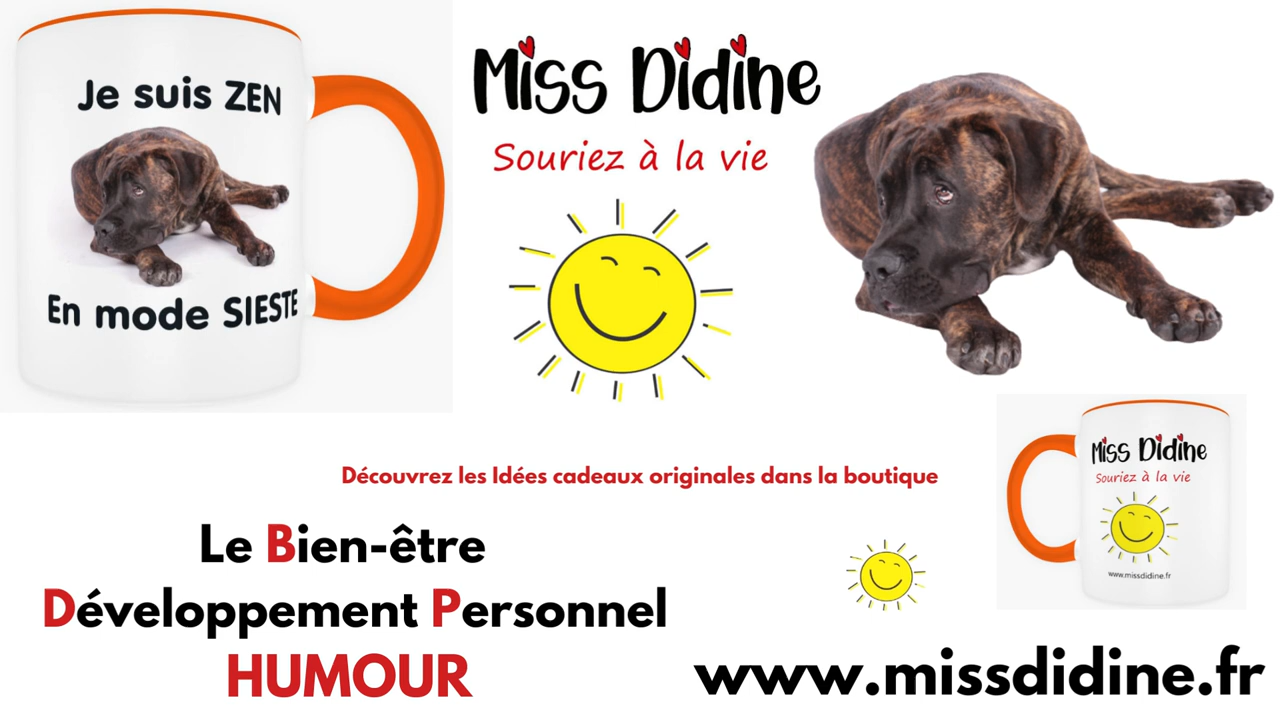 Je suis ZEN
En mode SIESTE
Miss Didine
Souriez à la vie
Découvrez les Idées cadeaux originales dans la boutique
Miss Didine
Souriez à la vie
www.missdidine.fr
Le Bien-être
Développement Personnel
HUMOUR
www.missdidine.fr